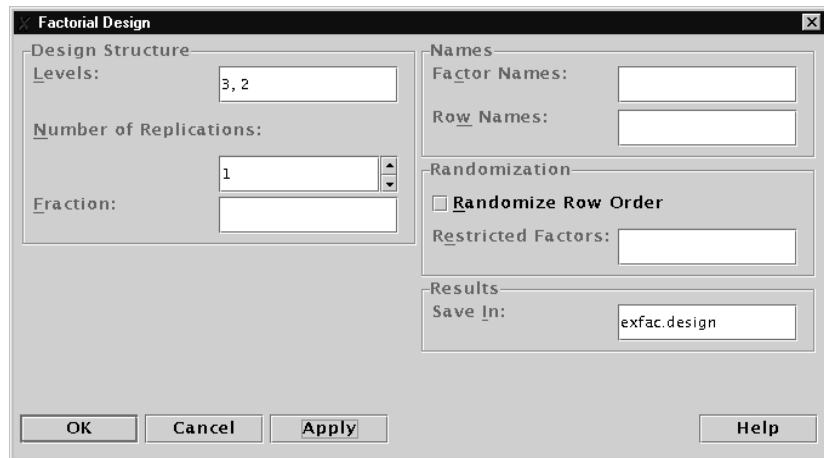 Factorial Design
Design Structure
Levels:
3, 2
Number of Replications:
1
Fraction:
Names
Factor Names:
Row Names:
Randomization
Randomize Row Order
Restricted Factors:
Results
Save In:
exfac.design
OK
Cancel
Apply
Help